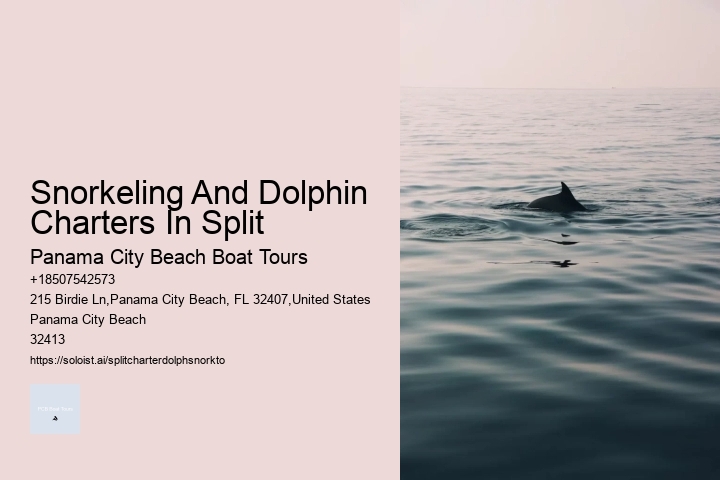 Snorkeling And Dolphin
Charters In Split
Panama City Beach Boat Tours
+18507542573
215 Birdie Ln,Panama City Beach, FL 32407,United States
Panama City Beach
32413
https://soloist.ai/splitcharterdolphsnorkto